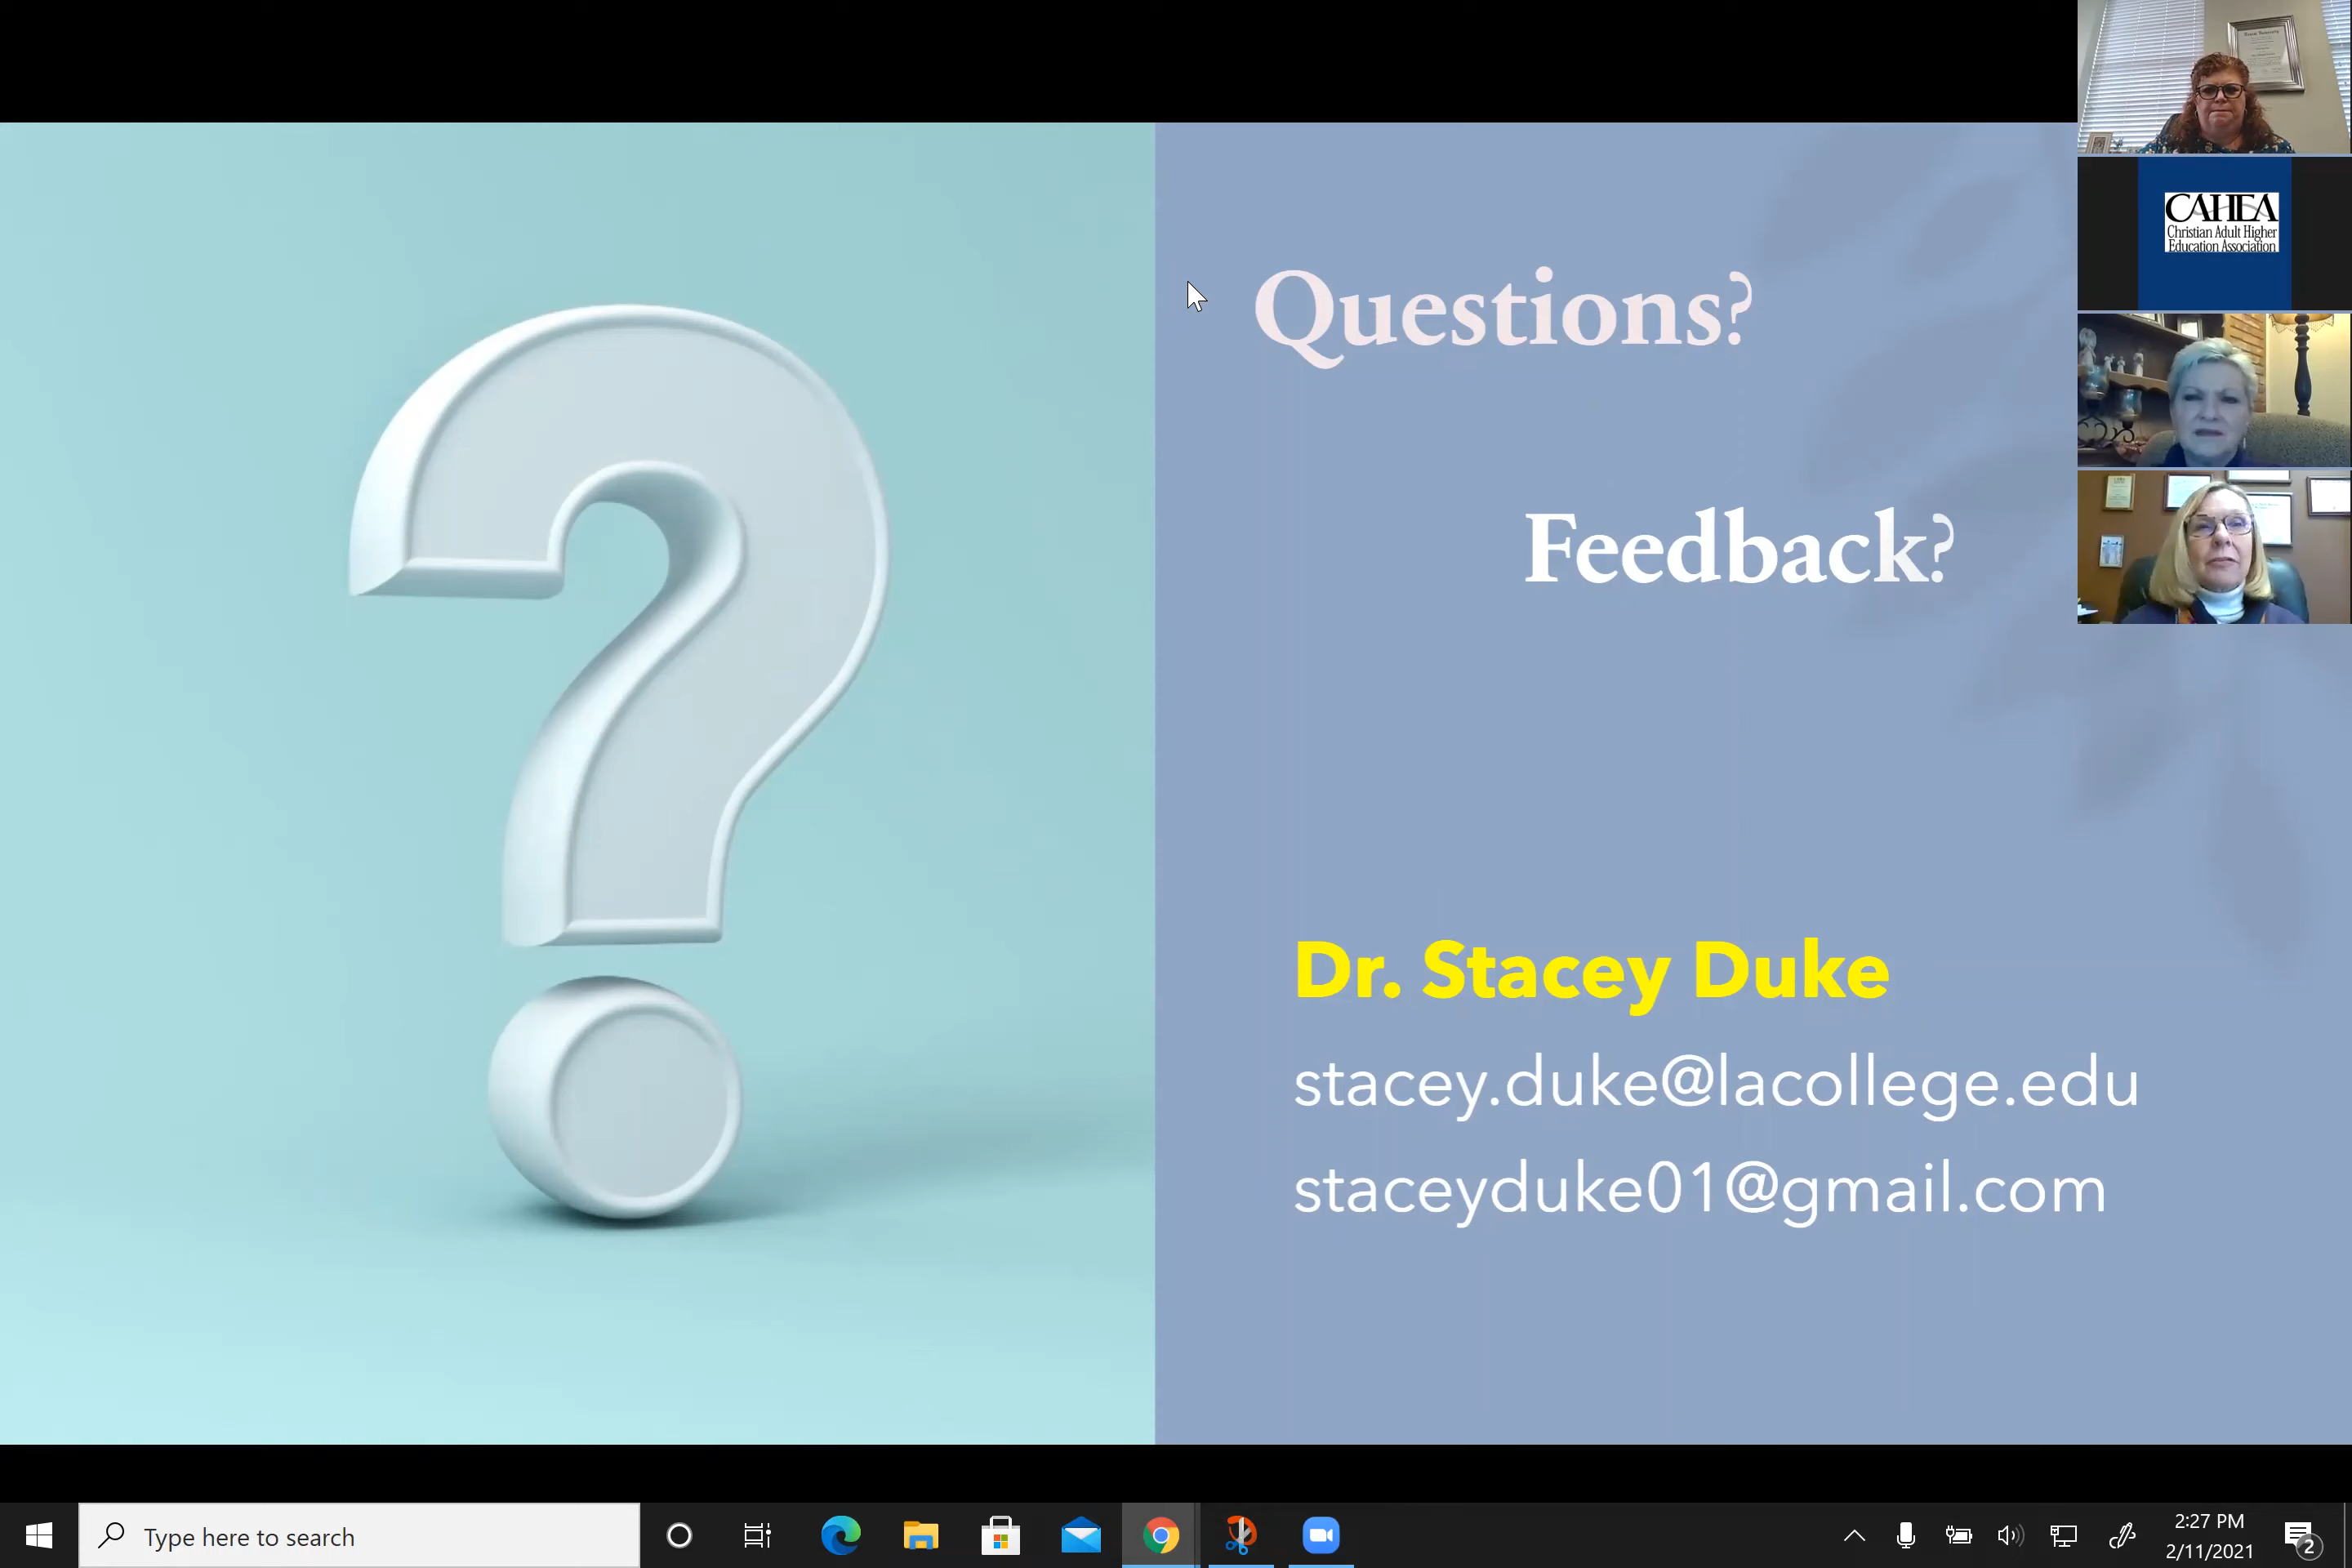 CAHEA
Christian Adult Higher
Education Association
Questions?
Feedback?
Dr. Stacey Duke
stacey.duke@lacollege.edu
staceyduke01@gmail.com
Type here to search
2:27 PM
2/11/2021
2